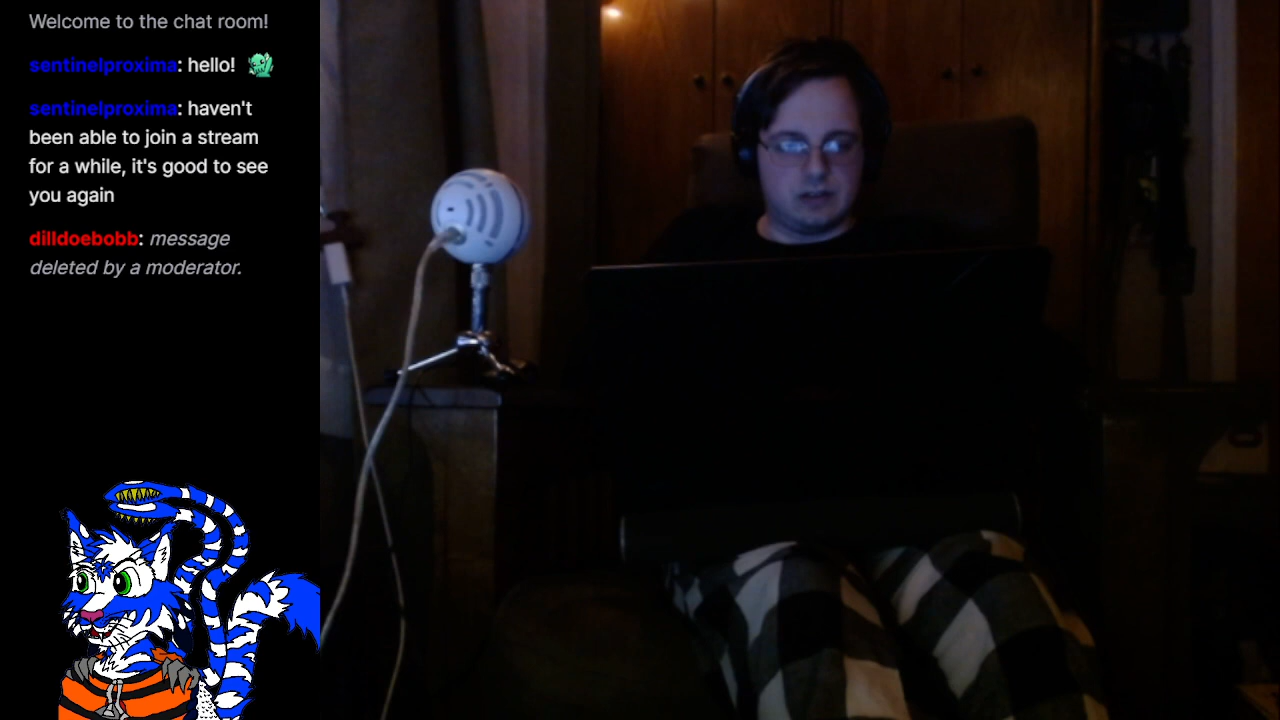 Welcome to the chat room!
sentinelproxima: hello!
sentinelproxima: haven't
been able to join a stream
for a while, it's good to see
you again
dilldoebobb: message
deleted by a moderator.